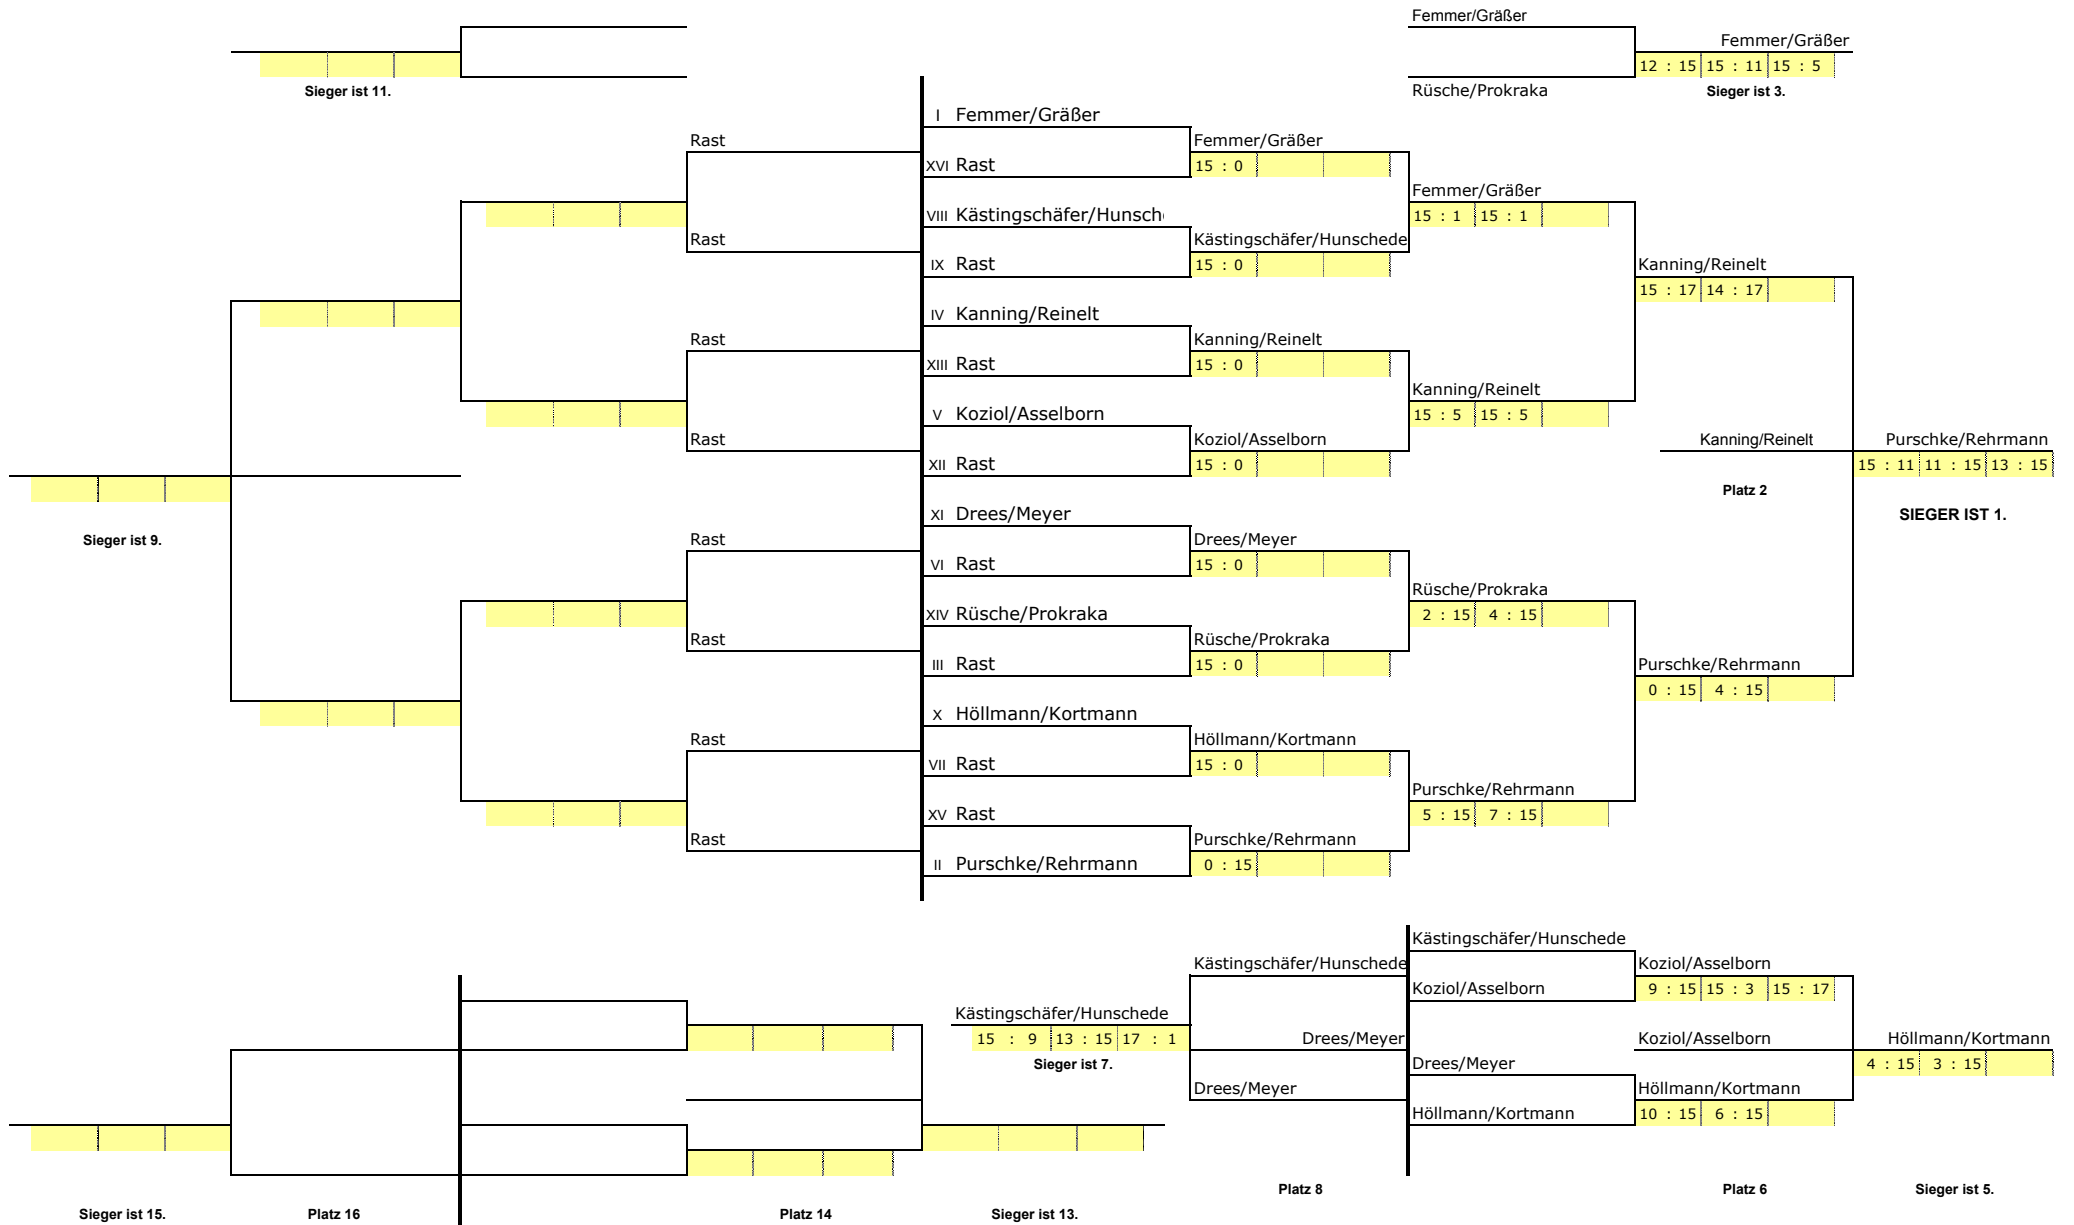 Femmer/Gräßer
Femmer/Gräßer
12 : 15 15 : 11 15 : 5
Sieger ist 11.
Rüsche/Prokraka
Sieger ist 3.
I Femmer/Gräßer
Rast
Femmer/Gräßer
XVI Rast
15 : 0
Femmer/Gräßer
VIII Kästingschäfer/Hunsch
15 : 1 15 : 1
Rast
Kästingschäfer/Hunschede
IX Rast
15 : 0
Kanning/Reinelt
15 : 17 14 : 17
IV Kanning/Reinelt
Rast
Kanning/Reinelt
XIII Rast
15 : 0
Kanning/Reinelt
V Koziol/Asselborn
15 : 5 15 : 5
Rast
Koziol/Asselborn
Kanning/Reinelt
Purschke/Rehrmann
XII Rast
15 : 0
15 : 11 11 : 15 13 : 15
Platz 2
XI Drees/Meyer
SIEGER IST 1.
Sieger ist 9.
Rast
Drees/Meyer
VI Rast
15 : 0
Rüsche/Prokraka
XIV Rüsche/Prokraka
2 : 15 4 : 15
Rast
Rüsche/Prokraka
III Rast
15 : 0
Purschke/Rehrmann
0 : 15 4 : 15
X Höllmann/Kortmann
Rast
Höllmann/Kortmann
VII Rast
15 : 0
Purschke/Rehrmann
XV Rast
5 : 15 7 : 15
Rast
Purschke/Rehrmann
II Purschke/Rehrmann
0 : 15
Kästingschäfer/Hunschede
Kästingschäfer/Hunschede
Koziol/Asselborn
Koziol/Asselborn
9 : 15 15 : 3 15 : 17
Kästingschäfer/Hunschede
15 : 9 13 : 15 17 : 1
Drees/Meyer
Koziol/Asselborn
Höllmann/Kortmann
Sieger ist 7.
Drees/Meyer
4 : 15 3 : 15
Drees/Meyer
Höllmann/Kortmann
Höllmann/Kortmann
10 : 15 6 : 15
Platz 8
Platz 6
Sieger ist 5.
Sieger ist 15.
Platz 16
Platz 14
Sieger ist 13.